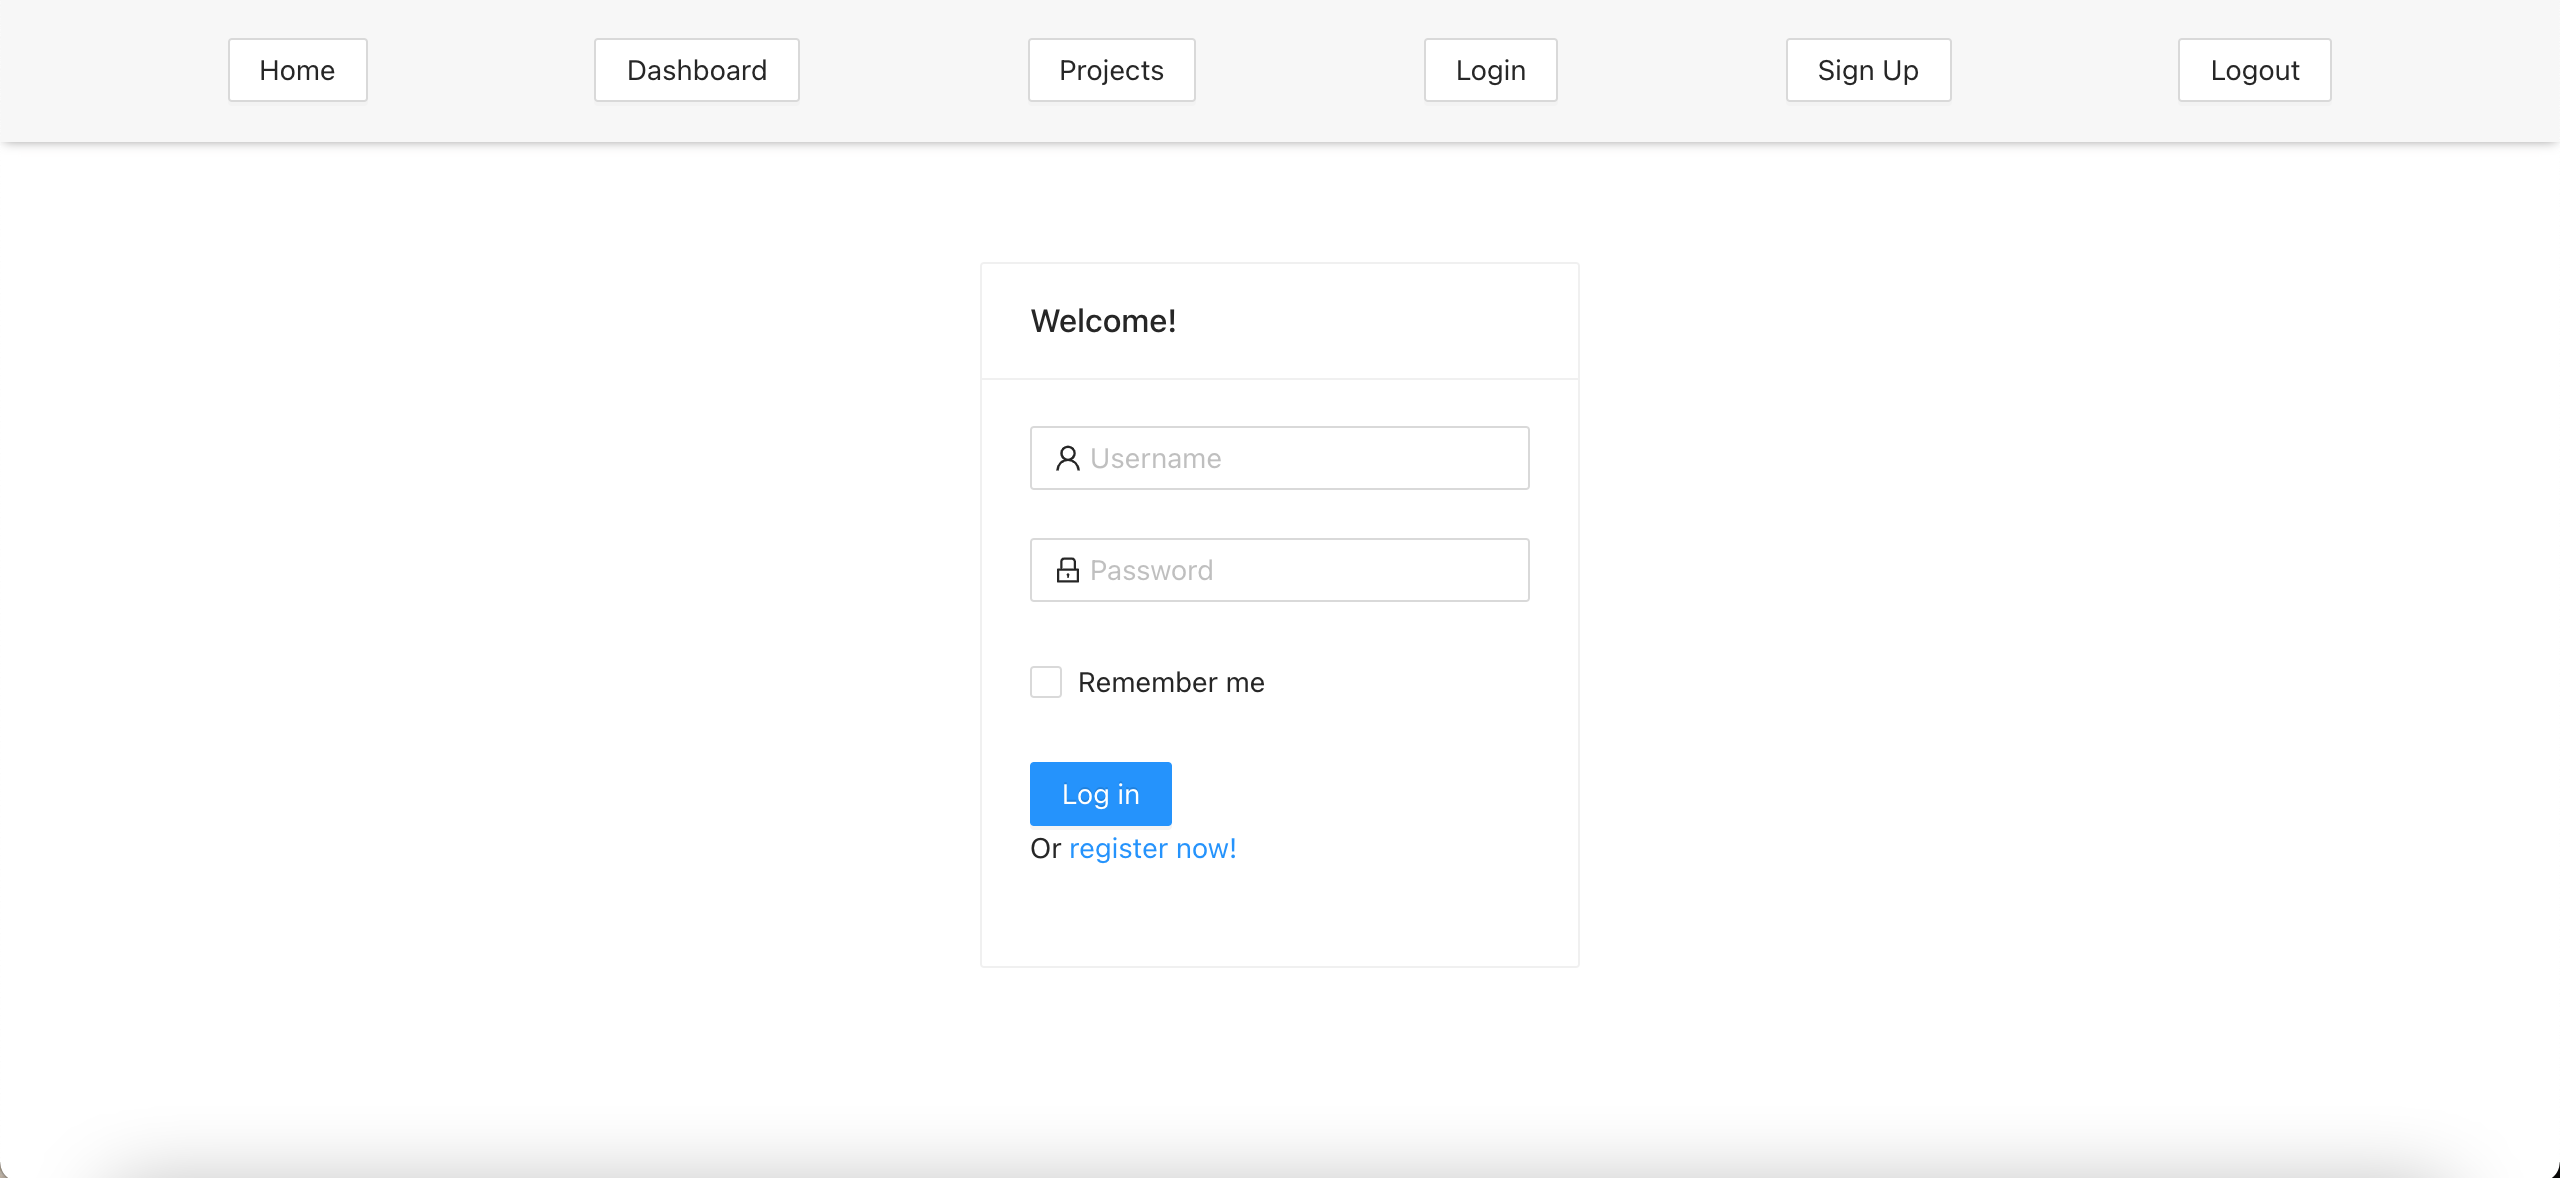 Home Dashboard Projects Login Sign Up Logout
Welcome!
Username
Password
Remember me
Log in
Or register now!